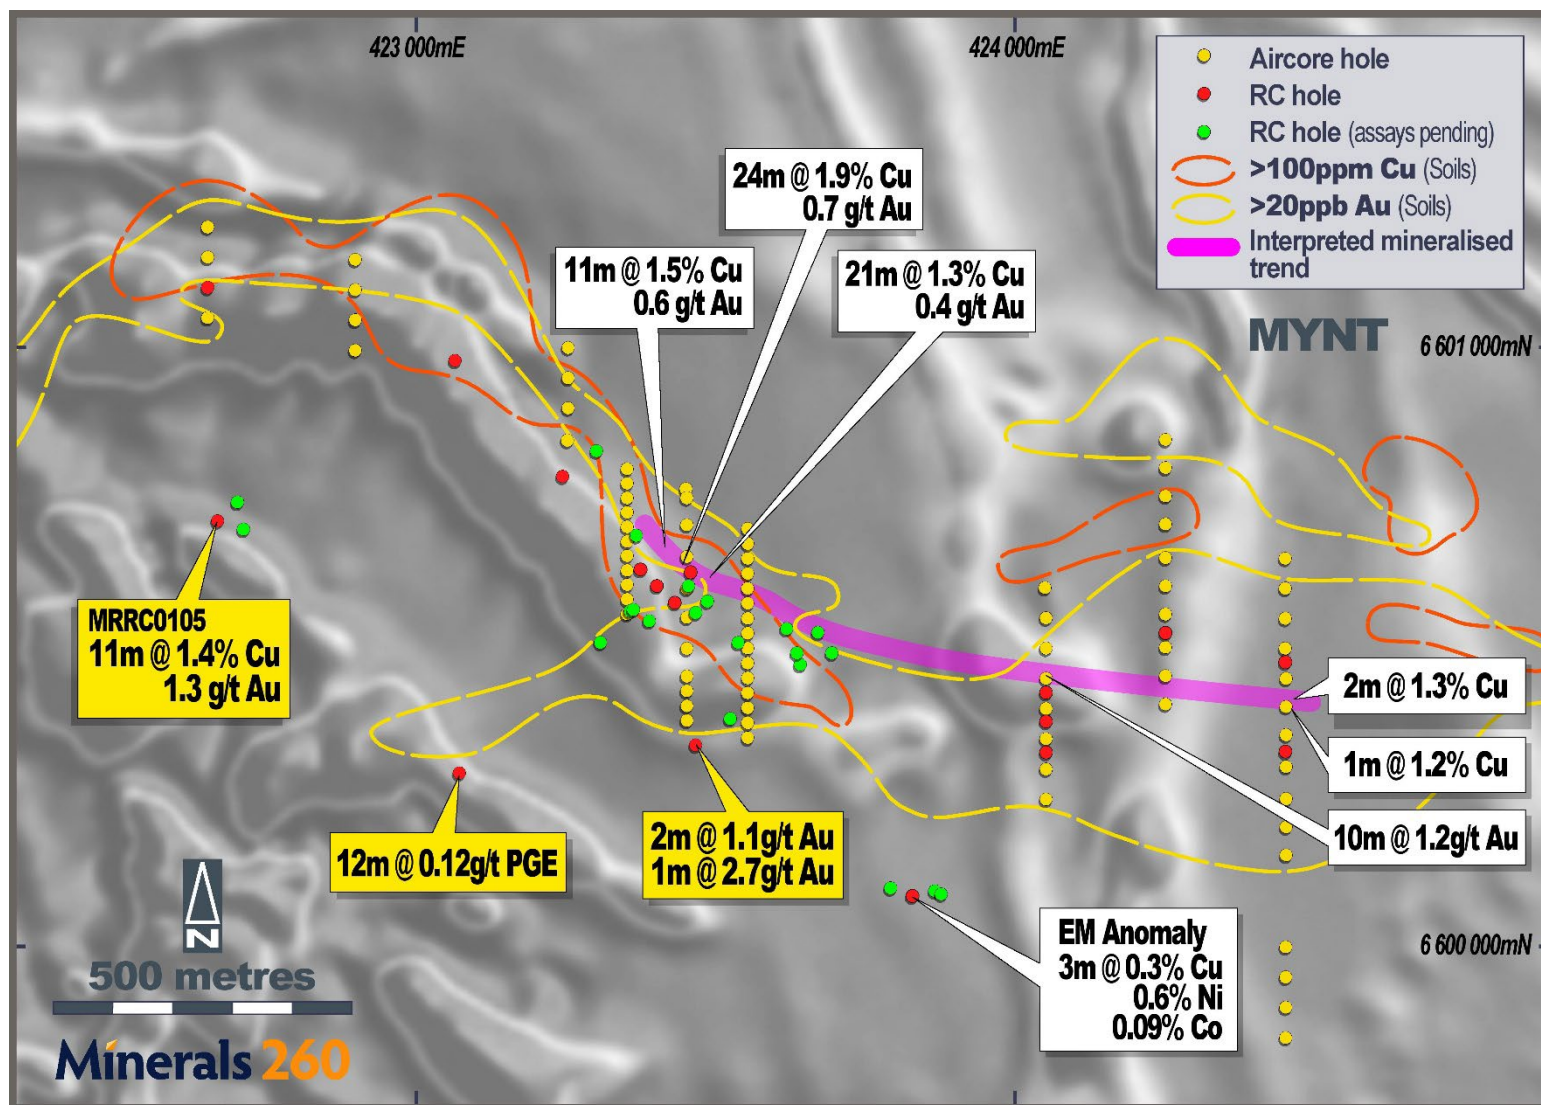 423 000mE
424 000mE
Aircore hole
RC hole
RC hole (assays pending)
>100ppm Cu (Soils)
>20ppb Au (Soils)
Interpreted mineralised
trend
24m @ 1.9% Cu
0.7 g/t Au
11m @ 1.5% Cu
0.6 g/t Au
21m @ 1.3% Cu
0.4 g/t Au
MYNT
6 601 000mN
MRRC0105
11m @ 1.4% Cu
1.3 g/t Au
2m @ 1.3% Cu
1m @ 1.2% Cu
10m @ 1.2g/t Au
2m @ 1.1g/t Au
1m @ 2.7g/t Au
12m @ 0.12g/t PGE
EM Anomaly
3m @ 0.3% Cu
0.6% Ni
0.09% Co
6 600 000mN
N
500 metres
Minerals 260